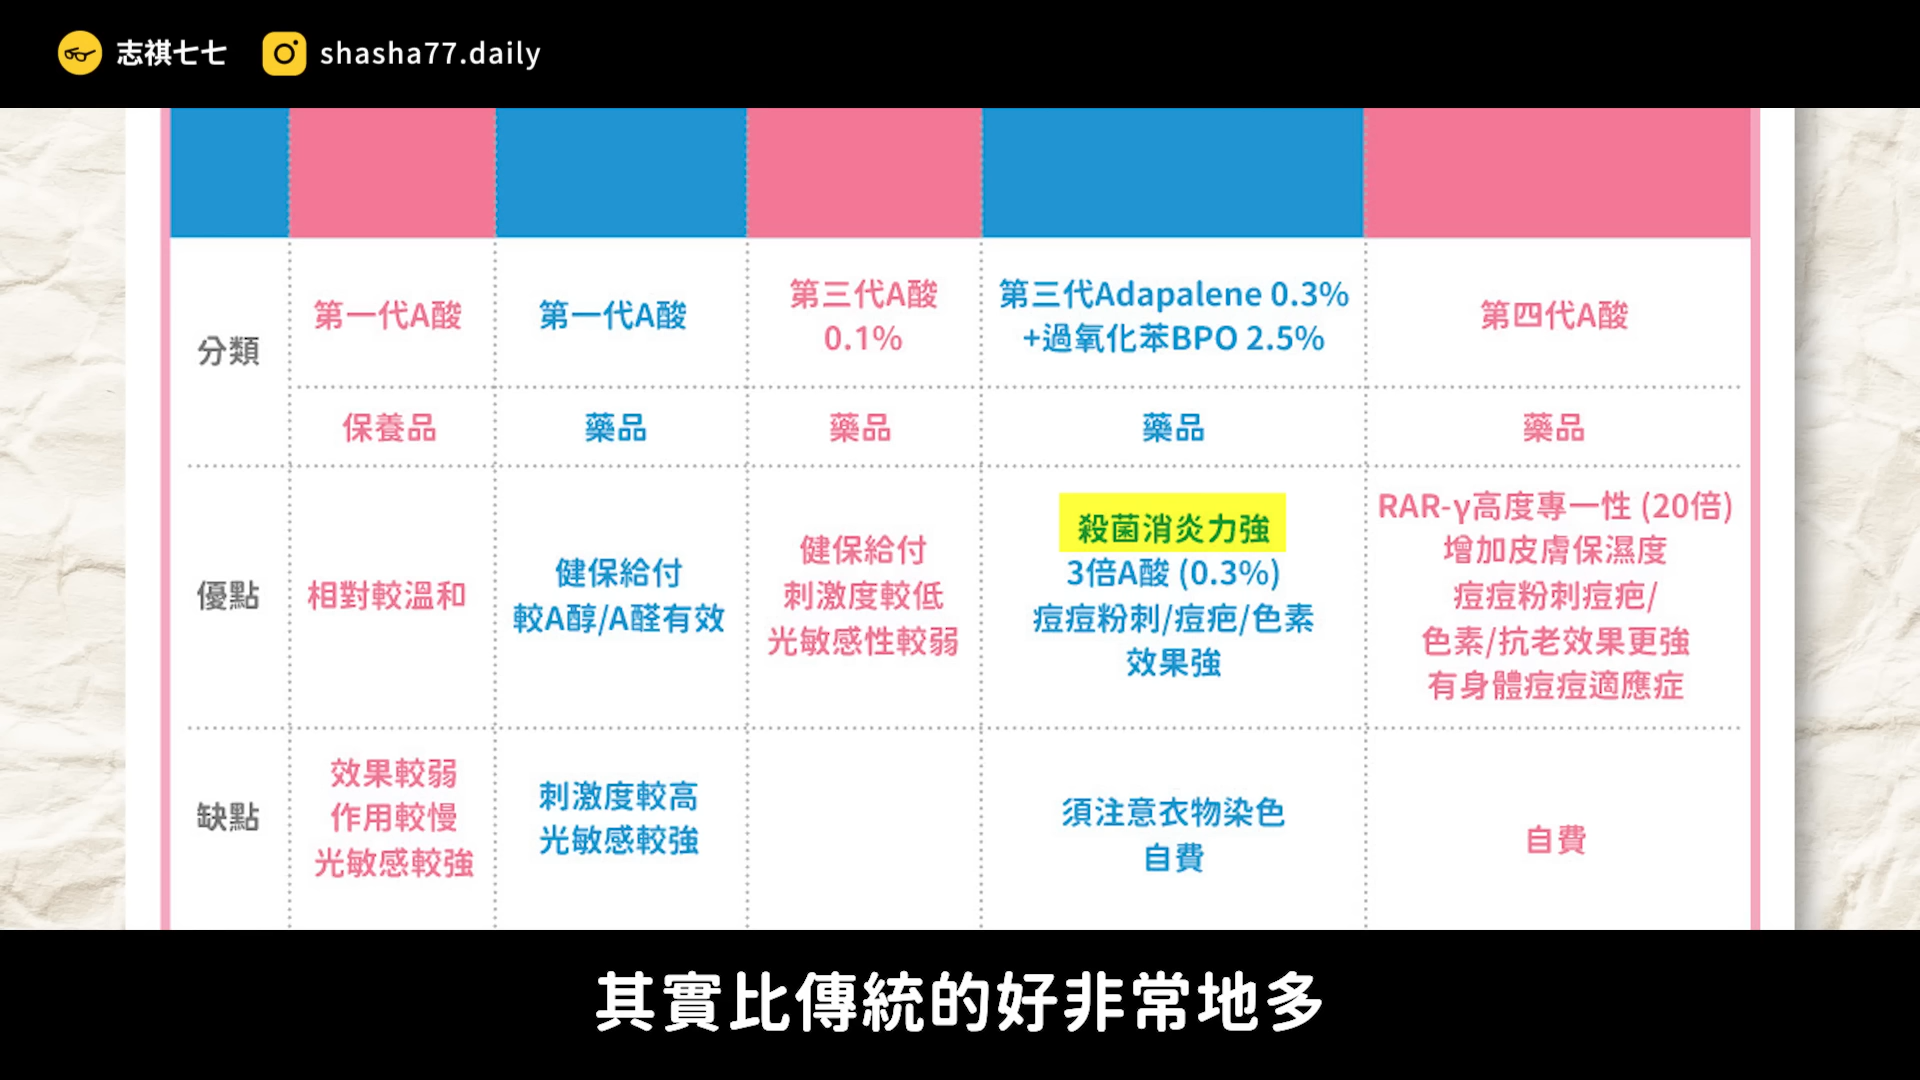 志祺七七
shasha77.daily
分類
第一代A酸
第一代A酸
第三代A酸
0.1%
第三代Adapalene 0.3%
+過氧化苯BPO 2.5%
第四代A酸
保養品
藥品
藥品
藥品
藥品
優點
相對較溫和
健保給付
較A醇/A醛有效
健保給付
刺激度較低
光敏感性較弱
殺菌消炎力強
3倍A酸 (0.3%)
痘痘粉刺/痘疤/色素
效果強
RAR-γ高度專一性 (20倍)
增加皮膚保濕度
痘痘粉刺痘疤/
色素/抗老效果更強
有身體痘痘適應症
缺點
效果較弱
作用較慢
光敏感較強
刺激度較高
光敏感較強
須注意衣物染色
自費
自費
其實比傳統的好非常地多